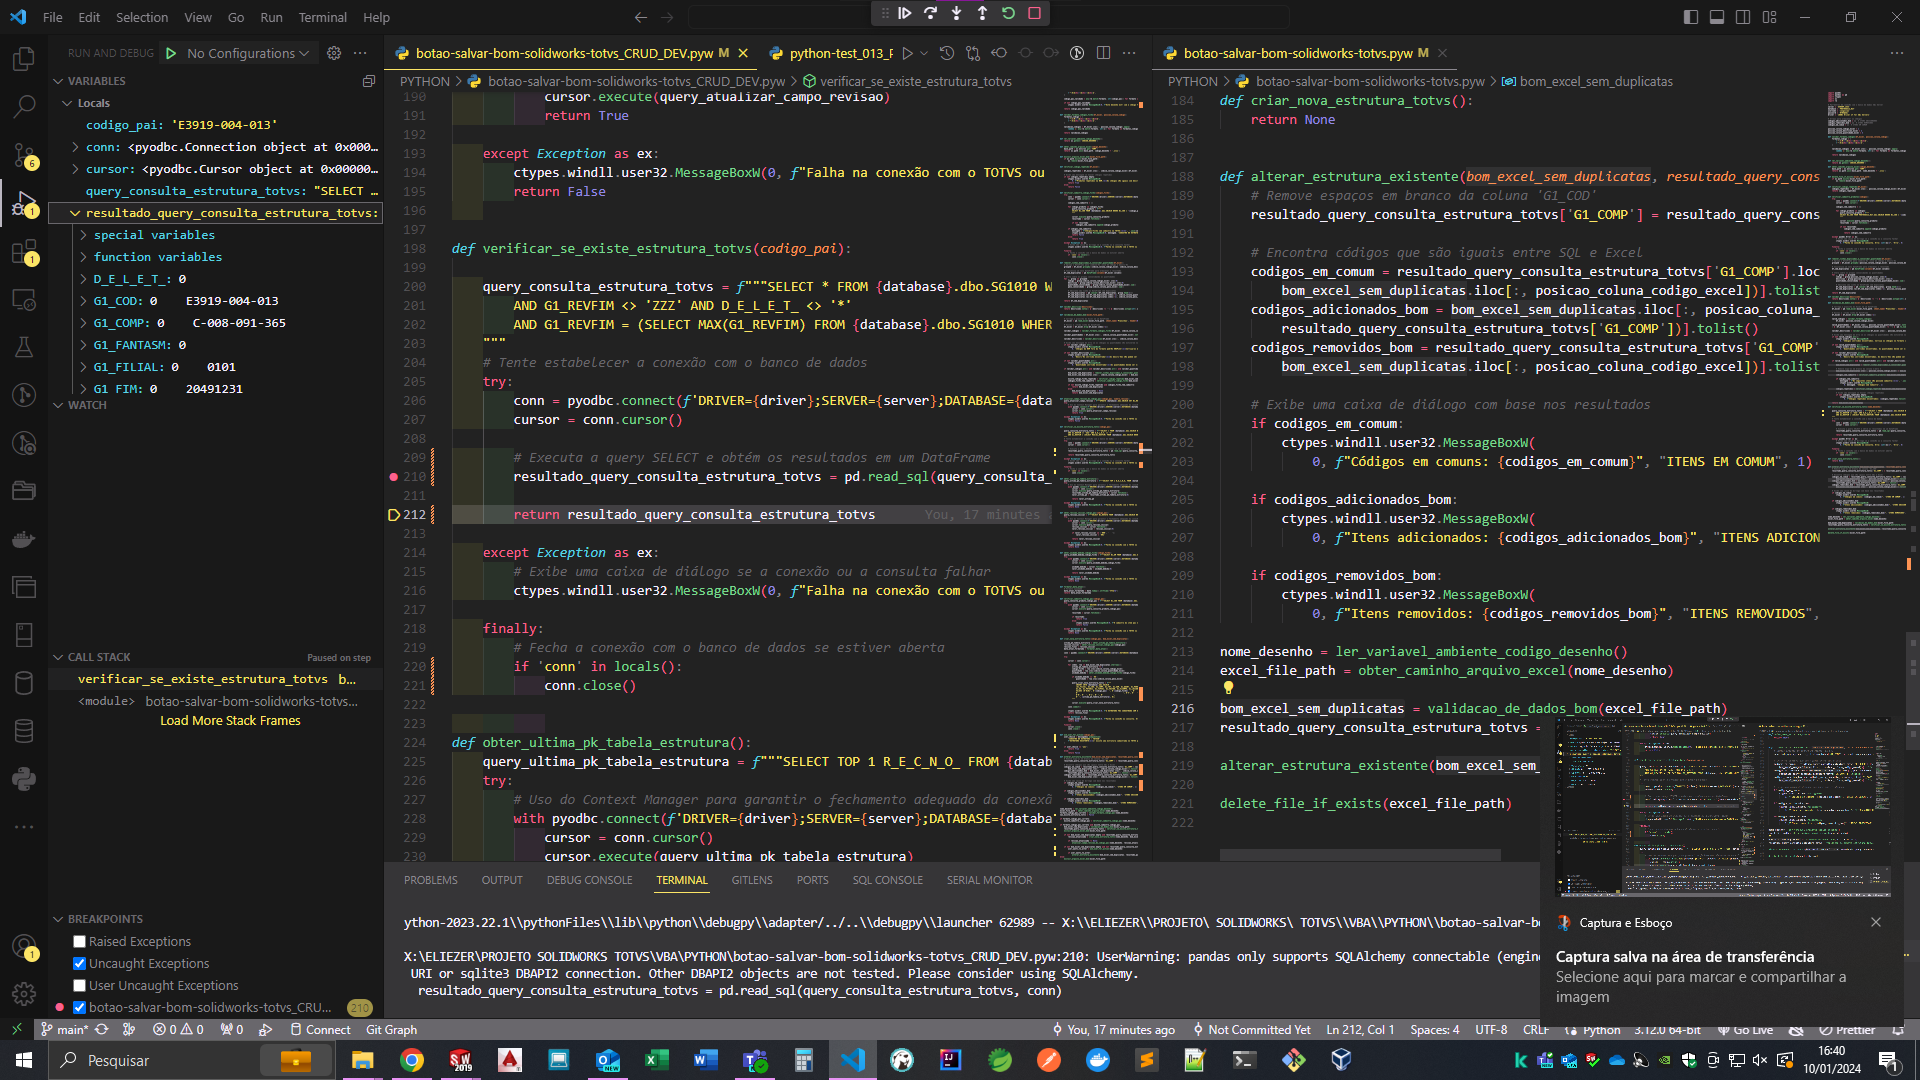 File Edit Selection View Go Run Terminal Help
RUN AND DEBUG No Configurations
VARIABLES
Locals
codigo_pai: 'E3919-004-013'
conn: <pyodbc.Connection object at 0x000...
cursor: <pyodbc.Cursor object at 0x00000...
query_consulta_estrutura_totvs: "SELECT ...
resultado_query_consulta_estrutura_totvs:
special variables
function variables
D_E_L_E_T_: 0
G1_COD: 0 E3919-004-013
G1_COMP: 0 C-008-091-365
G1_FANTASM: 0
G1_FILIAL: 0 0101
G1 FIM: 0 20491231
WATCH
CALL STACK Paused on step
verificar_se_existe_estrutura_totvs b...
<module> botao-salvar-bom-solidworks-totvs...
Load More Stack Frames
BREAKPOINTS
Raised Exceptions
Uncaught Exceptions
User Uncaught Exceptions
botao-salvar-bom-solidworks-totvs_CRU... 210
botao-salvar-bom-solidworks-totvs_CRUD_DEV.pyw M
python-test_013_F
PYTHON > botao-salvar-bom-solidworks-totvs_CRUD_DEV.pyw > verificar_se_existe_estrutura_totvs
190 cursor.execute(query_atualizar_campo_revisao)
191 return True
192
193 except Exception as ex:
194 ctypes.windll.user32.MessageBoxW(0, f"Falha na conexão com o TOTVS ou
195 return False
196
197
198 def verificar_se_existe_estrutura_totvs(codigo_pai):
199
200 query_consulta_estrutura_totvs = f"""SELECT * FROM {database}.dbo.SG1010 W
201 AND G1_REVFIM <> 'ZZZ' AND D_E_L_E_T_ <> '*'
202 AND G1_REVFIM = (SELECT MAX(G1_REVFIM) FROM {database}.dbo.SG1010 WHER
203 """
204 # Tente estabelecer a conexão com o banco de dados
205 try:
206 conn = pyodbc.connect(f'DRIVER={driver};SERVER={server};DATABASE={data
207 cursor = conn.cursor()
208
209 # Executa a query SELECT e obtém os resultados em um DataFrame
210 resultado_query_consulta_estrutura_totvs = pd.read_sql(query_consulta_
211
212 return resultado_query_consulta_estrutura_totvs You, 17 minutes
213
214 except Exception as ex:
215 # Exibe uma caixa de diálogo se a conexão ou a consulta falhar
216 ctypes.windll.user32.MessageBoxW(0, f"Falha na conexão com o TOTVS ou
217
218 finally:
219 # Fecha a conexão com o banco de dados se estiver aberta
220 if 'conn' in locals():
221 conn.close()
222
223
224 def obter_ultima_pk_tabela_estrutura():
225 query_ultima_pk_tabela_estrutura = f"""SELECT TOP 1 R_E_C_N_O_ FROM {datab
226 try:
227 # Uso do Context Manager para garantir o fechamento adequado da conexã
228 with pyodbc.connect(f'DRIVER={driver};SERVER={server};DATABASE={databa
229 cursor = conn.cursor()
230 cursor.execute(query_ultima_pk_tabela_estrutura)
botao-salvar-bom-solidworks-totvs.pyw M
PYTHON > botao-salvar-bom-solidworks-totvs.pyw > bom_excel_sem_duplicatas
184 def criar_nova_estrutura_totvs():
185 return None
186
187
188 def alterar_estrutura_existente(bom_excel_sem_duplicatas, resultado_query_cons
189 # Remove espaços em branco da coluna 'G1_COD'
190 resultado_query_consulta_estrutura_totvs['G1_COMP'] = resultado_query_cons
191
192 # Encontra códigos que são iguais entre SQL e Excel
193 codigos_em_comum = resultado_query_consulta_estrutura_totvs['G1_COMP'].loc
194 bom_excel_sem_duplicatas.iloc[:, posicao_coluna_codigo_excel])].tolist
195 codigos_adicionados_bom = bom_excel_sem_duplicatas.iloc[:, posicao_coluna_
196 resultado_query_consulta_estrutura_totvs['G1_COMP'])].tolist()
197 codigos_removidos_bom = resultado_query_consulta_estrutura_totvs['G1_COMP'
198 bom_excel_sem_duplicatas.iloc[:, posicao_coluna_codigo_excel])].tolist
199
200 # Exibe uma caixa de diálogo com base nos resultados
201 if codigos_em_comum:
202 ctypes.windll.user32.MessageBoxW(
203 0, f"Códigos em comuns: {codigos_em_comum}", "ITENS EM COMUM", 1)
204
205 if codigos_adicionados_bom:
206 ctypes.windll.user32.MessageBoxW(
207 0, f"Itens adicionados: {codigos_adicionados_bom}", "ITENS ADICION
208
209 if codigos_removidos_bom:
210 ctypes.windll.user32.MessageBoxW(
211 0, f"Itens removidos: {codigos_removidos_bom}", "ITENS REMOVIDOS",
212
213 nome_desenho = ler_variavel_ambiente_codigo_desenho()
214 excel_file_path = obter_caminho_arquivo_excel(nome_desenho)
215
216 bom_excel_sem_duplicatas = validacao_de_dados_bom(excel_file_path)
217 resultado_query_consulta_estrutura_totvs =
218
219 alterar_estrutura_existente(bom_excel_sem_
220
221 delete_file_if_exists(excel_file_path)
222
PROBLEMS OUTPUT DEBUG CONSOLE TERMINAL GITLENS PORTS SQL CONSOLE SERIAL MONITOR
ython-2023.22.1\\pythonFiles\\lib\\python\\debugpy\\adapter/../..\\debugpy\\launcher 62989 -- X:\\ELIEZER\\PROJETO\ SOLIDWORKS\ TOTVS\\VBA\\PYTHON\\botao-salvar-bo
X:\ELIEZER\PROJETO SOLIDWORKS TOTVS\VBA\PYTHON\botao-salvar-bom-solidworks-totvs_CRUD_DEV.pyw:210: UserWarning: pandas only supports SQLAlchemy connectable (engin
URI or sqlite3 DBAPI2 connection. Other DBAPI2 objects are not tested. Please consider using SQLAlchemy.
resultado_query_consulta_estrutura_totvs = pd.read_sql(query_consulta_estrutura_totvs, conn)
Captura e Esboço
Captura salva na área de transferência
Selecione aqui para marcar e compartilhar a
imagem
main* 0 0 0 Connect Git Graph You, 17 minutes ago Not Committed Yet Ln 212, Col 1 Spaces: 4 UTF-8 CRLF Python 3.12.0 64-bit Go Live Prettier
Pesquisar
16:40
10/01/2024